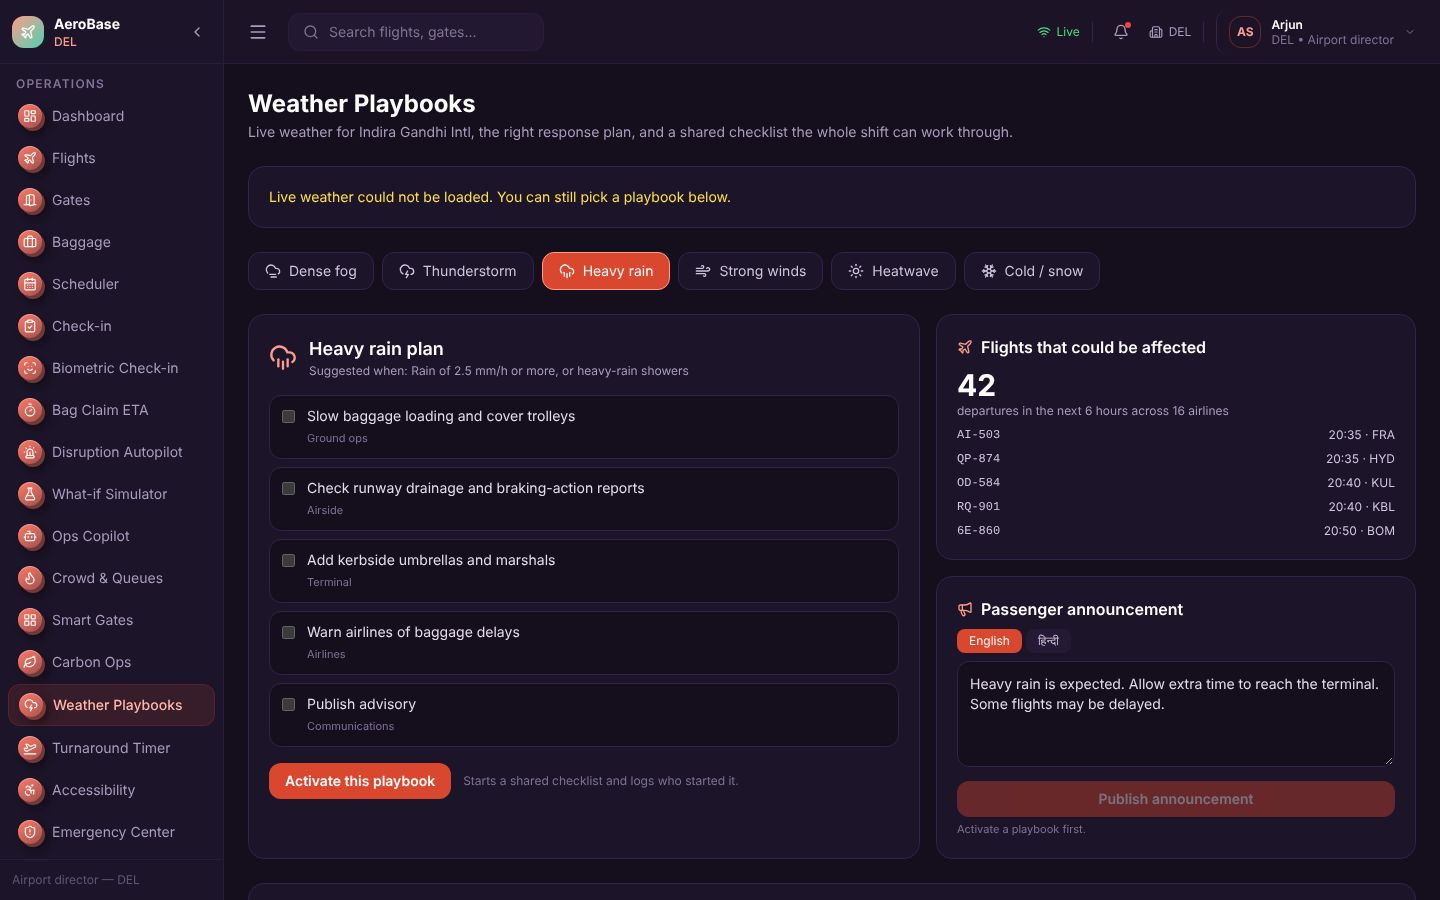 AeroBase
DEL
OPERATIONS
Dashboard
Flights
Gates
Baggage
Scheduler
Check-in
Biometric Check-in
Bag Claim ETA
Disruption Autopilot
What-if Simulator
Ops Copilot
Crowd & Queues
Smart Gates
Carbon Ops
Weather Playbooks
Turnaround Timer
Accessibility
Emergency Center
Airport director — DEL
Search flights, gates...
Live
DEL
AS
Arjun
DEL • Airport director
Weather Playbooks
Live weather for Indira Gandhi Intl, the right response plan, and a shared checklist the whole shift can work through.
Live weather could not be loaded. You can still pick a playbook below.
Dense fog
Thunderstorm
Heavy rain
Strong winds
Heatwave
Cold / snow
Heavy rain plan
Suggested when: Rain of 2.5 mm/h or more, or heavy-rain showers
Slow baggage loading and cover trolleys
Ground ops
Check runway drainage and braking-action reports
Airside
Add kerbside umbrellas and marshals
Terminal
Warn airlines of baggage delays
Airlines
Publish advisory
Communications
Activate this playbook
Starts a shared checklist and logs who started it.
Flights that could be affected
42
departures in the next 6 hours across 16 airlines
AI-503 20:35 · FRA
QP-874 20:35 · HYD
OD-584 20:40 · KUL
RQ-901 20:40 · KBL
6E-860 20:50 · BOM
Passenger announcement
English
हिन्दी
Heavy rain is expected. Allow extra time to reach the terminal.
Some flights may be delayed.
Publish announcement
Activate a playbook first.